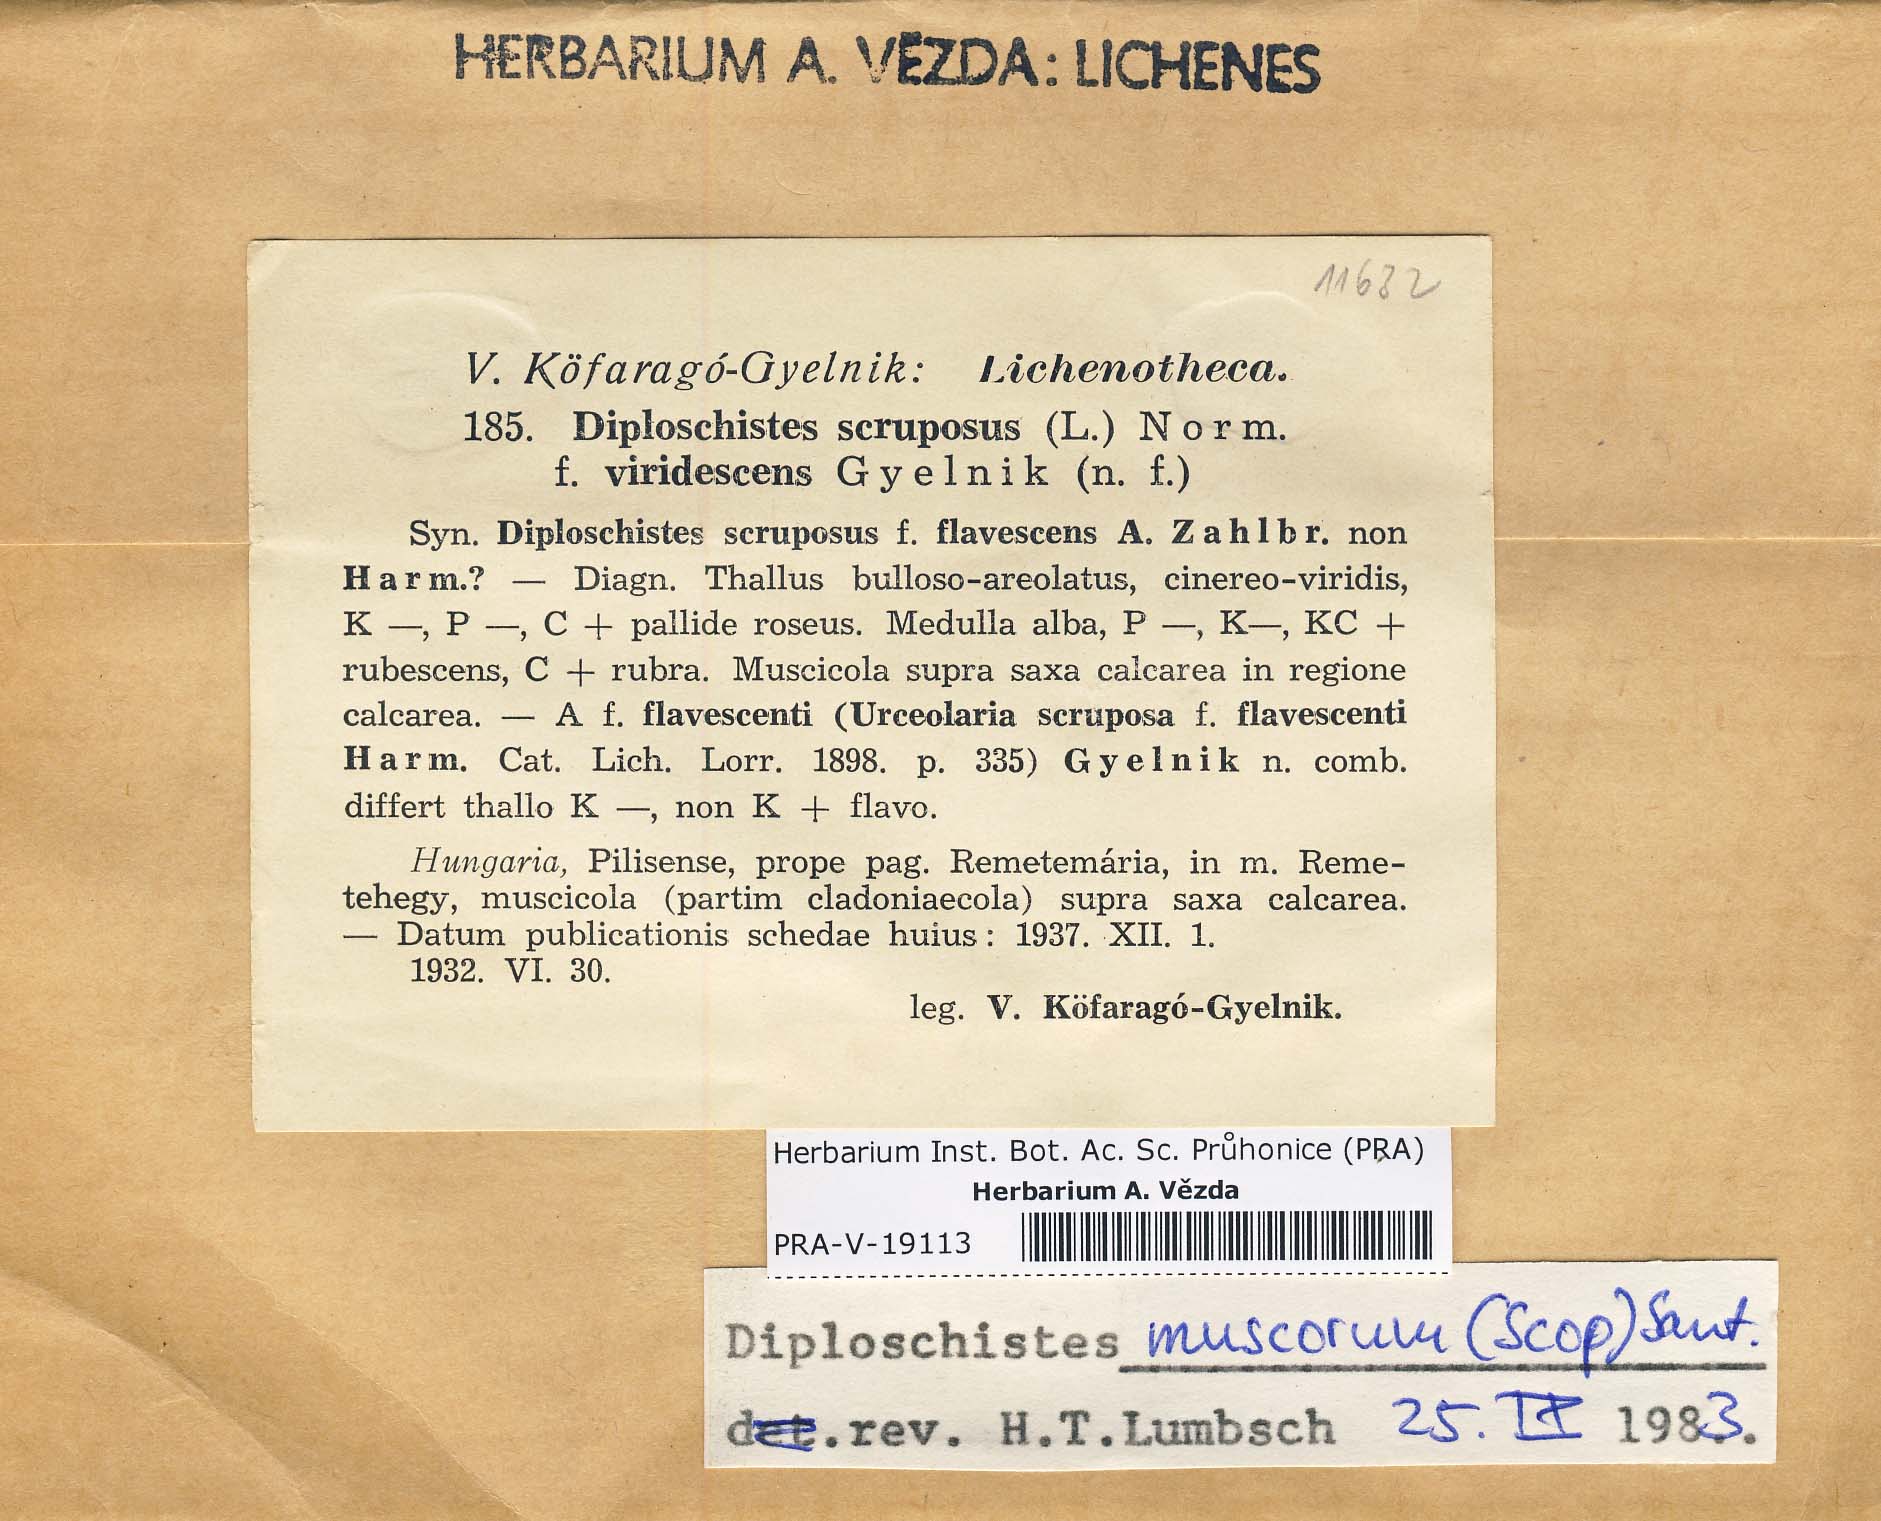 HERBARIUM A. VĚZDA: LICHENES
11632
V. Köfaragó-Gyelnik: Lichenotheca.
185. Diploschistes scruposus (L.) Norm.
f. viridescens Gyelnik (n. f.)
Syn. Diploschistes scruposus f. flavescens A. Zahlbr. non
Harm.? — Diagn. Thallus bulloso-areolatus, cinereo-viridis,
K —, P —, C + pallide roseus. Medulla alba, P —, K—, KC +
rubescens, C + rubra. Muscicola supra saxa calcarea in regione
calcarea. — A f. flavescenti (Urceolaria scruposa f. flavescenti
Harm. Cat. Lich. Lorr. 1898. p. 335) Gyelnik n. comb.
differt thallo K —, non K + flavo.
Hungaria, Pilisense, prope pag. Remetemária, in m. Reme-
tehegy, muscicola (partim cladoniaecola) supra saxa calcarea.
— Datum publicationis schedae huius: 1937. XII. 1.
1932. VI. 30.
leg. V. Köfaragó-Gyelnik.
Herbarium Inst. Bot. Ac. Sc. Průhonice (PRA)
Herbarium A. Vězda
PRA-V-19113
Diploschistes muscorum (Scop) Sant.
det.rev. H.T.Lumbsch 25. 1983.